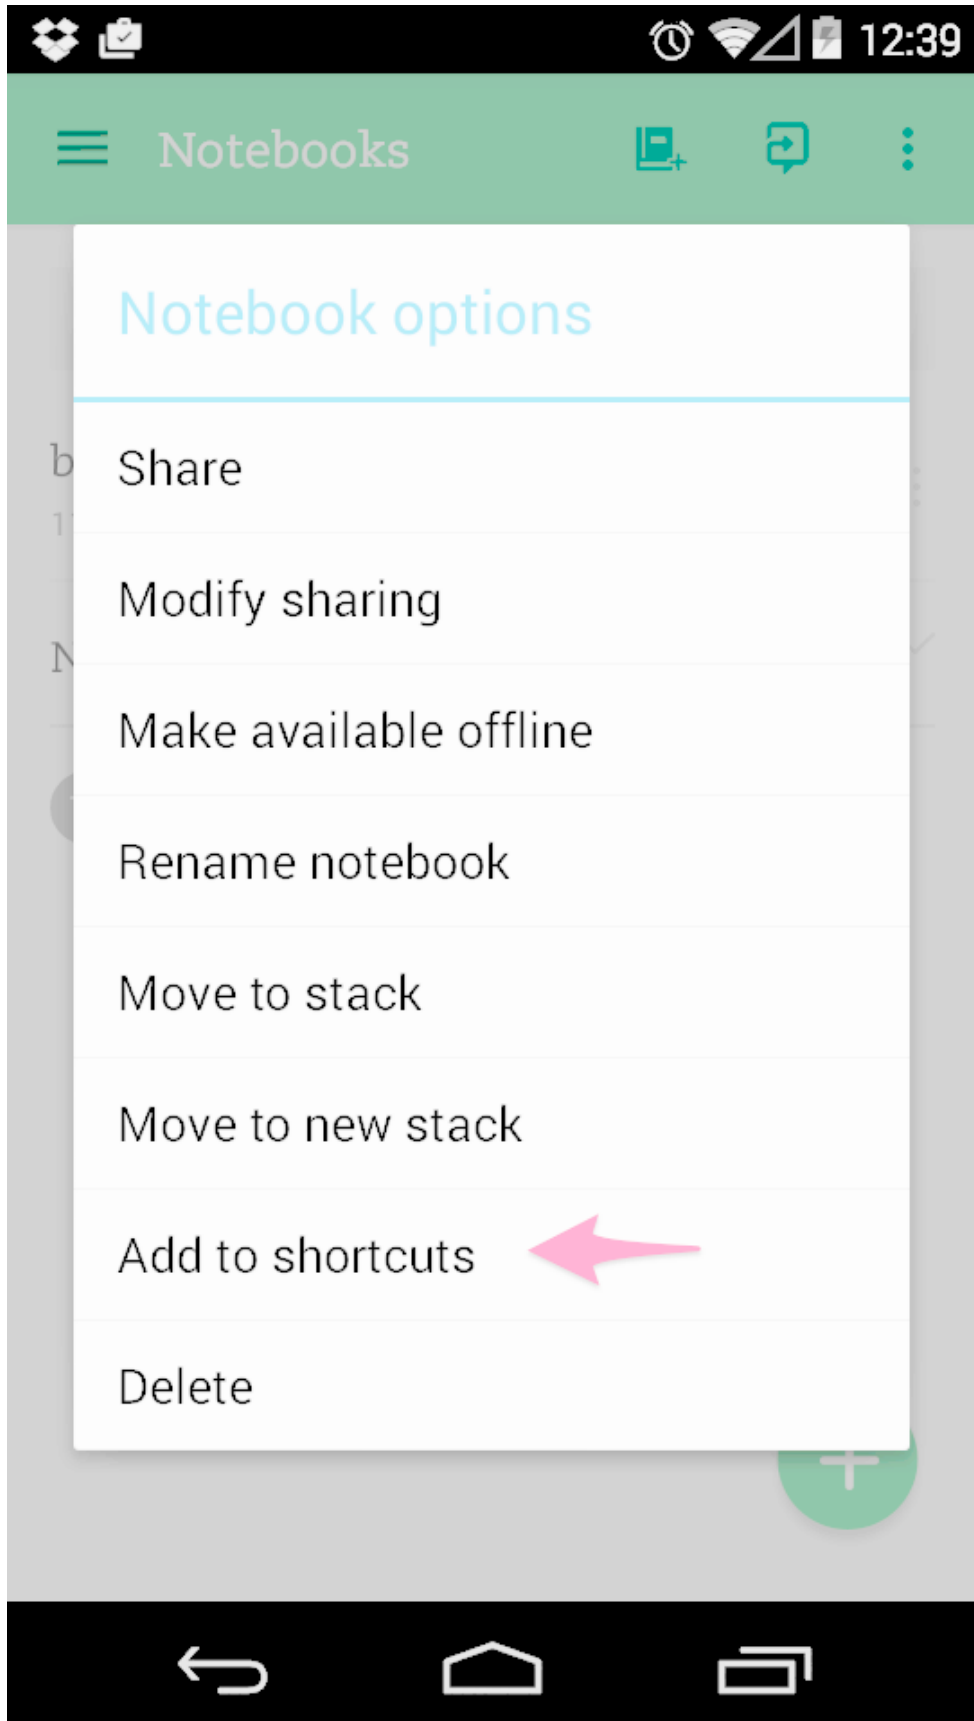 12:39
Notebooks
Notebook options
Share
Modify sharing
Make available offline
Rename notebook
Move to stack
Move to new stack
Add to shortcuts
Delete